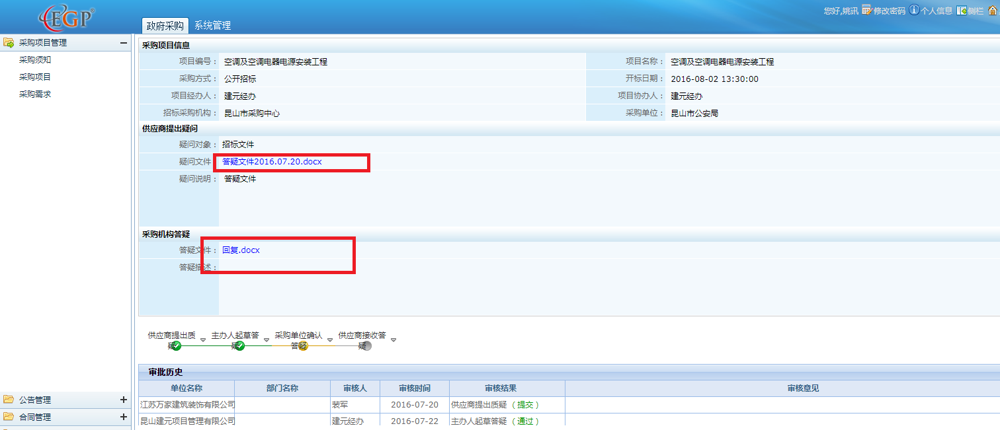 EGP
政府采购 系统管理
您好,姚讯 修改密码 个人信息 侧栏
采购项目管理
采购须知
采购项目
采购需求
公告管理
合同管理
采购项目信息
项目编号： 空调及空调电器电源安装工程 项目名称： 空调及空调电器电源安装工程
采购方式： 公开招标 开标日期： 2016-08-02 13:30:00
项目经办人： 建元经办 项目协办人： 建元经办
招标采购机构： 昆山市采购中心 采购单位： 昆山市公安局
供应商提出疑问
疑问对象： 招标文件
疑问文件 答疑文件2016.07.20.docx
疑问说明： 答疑文件
采购机构答疑
答疑文件： 回复.docx
答疑描述：
供应商提出质疑 主办人起草答疑 采购单位确认答疑 供应商接收答疑
审批历史
单位名称 部门名称 审核人 审核时间 审核结果 审核意见
江苏万家建筑装饰有限公司 裴军 2016-07-20 供应商提出质疑（提交）
昆山建元项目管理有限公司 建元经办 2016-07-22 主办人起草答疑（通过）